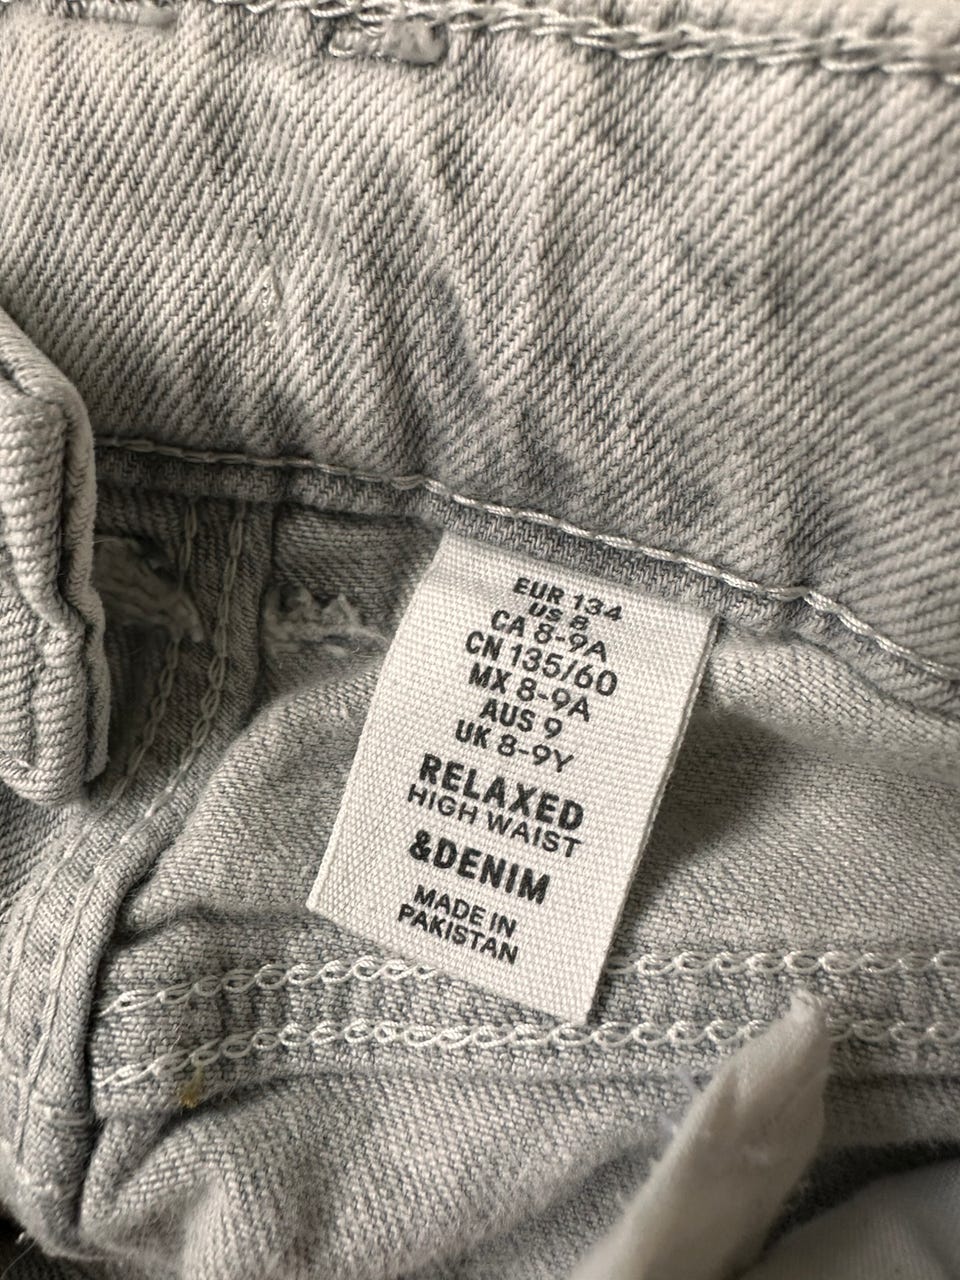 EUR 134
US 8
CA 8-9A
CN 135/60
MX 8-9A
AUS 9
UK 8-9Y
RELAXED
HIGH WAIST
&DENIM
MADE IN
PAKISTAN